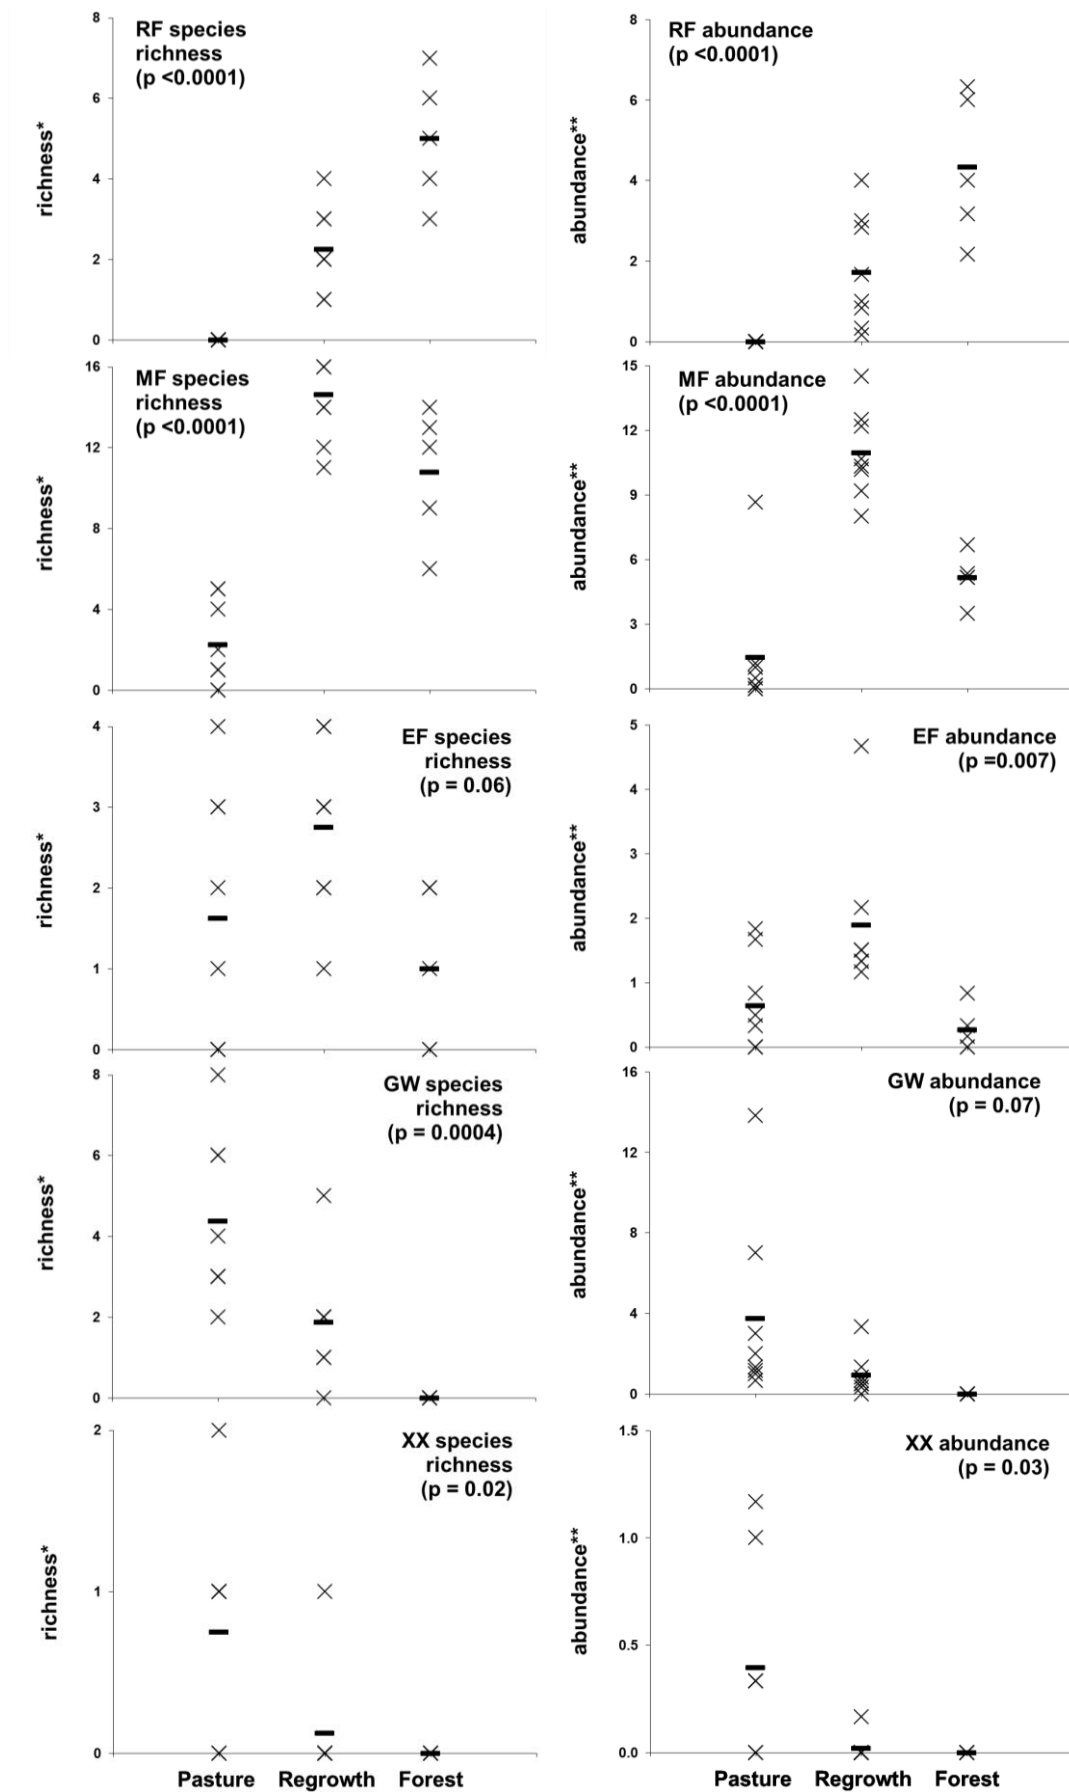 RF species
richness
(p <0.0001)
richness*
8
6
4
2
0
RF abundance
(p <0.0001)
abundance**
8
6
4
2
0
MF species
richness
(p <0.0001)
richness*
16
12
8
4
0
MF abundance
(p <0.0001)
abundance**
15
12
9
6
3
0
EF species
richness
(p = 0.06)
richness*
4
3
2
1
0
EF abundance
(p =0.007)
abundance**
5
4
3
2
1
0
GW species
richness
(p = 0.0004)
richness*
8
6
4
2
0
GW abundance
(p = 0.07)
abundance**
16
12
8
4
0
XX species
richness
(p = 0.02)
richness*
2
1
0
Pasture Regrowth Forest
XX abundance
(p = 0.03)
abundance**
1.5
1.0
0.5
0.0
Pasture Regrowth Forest